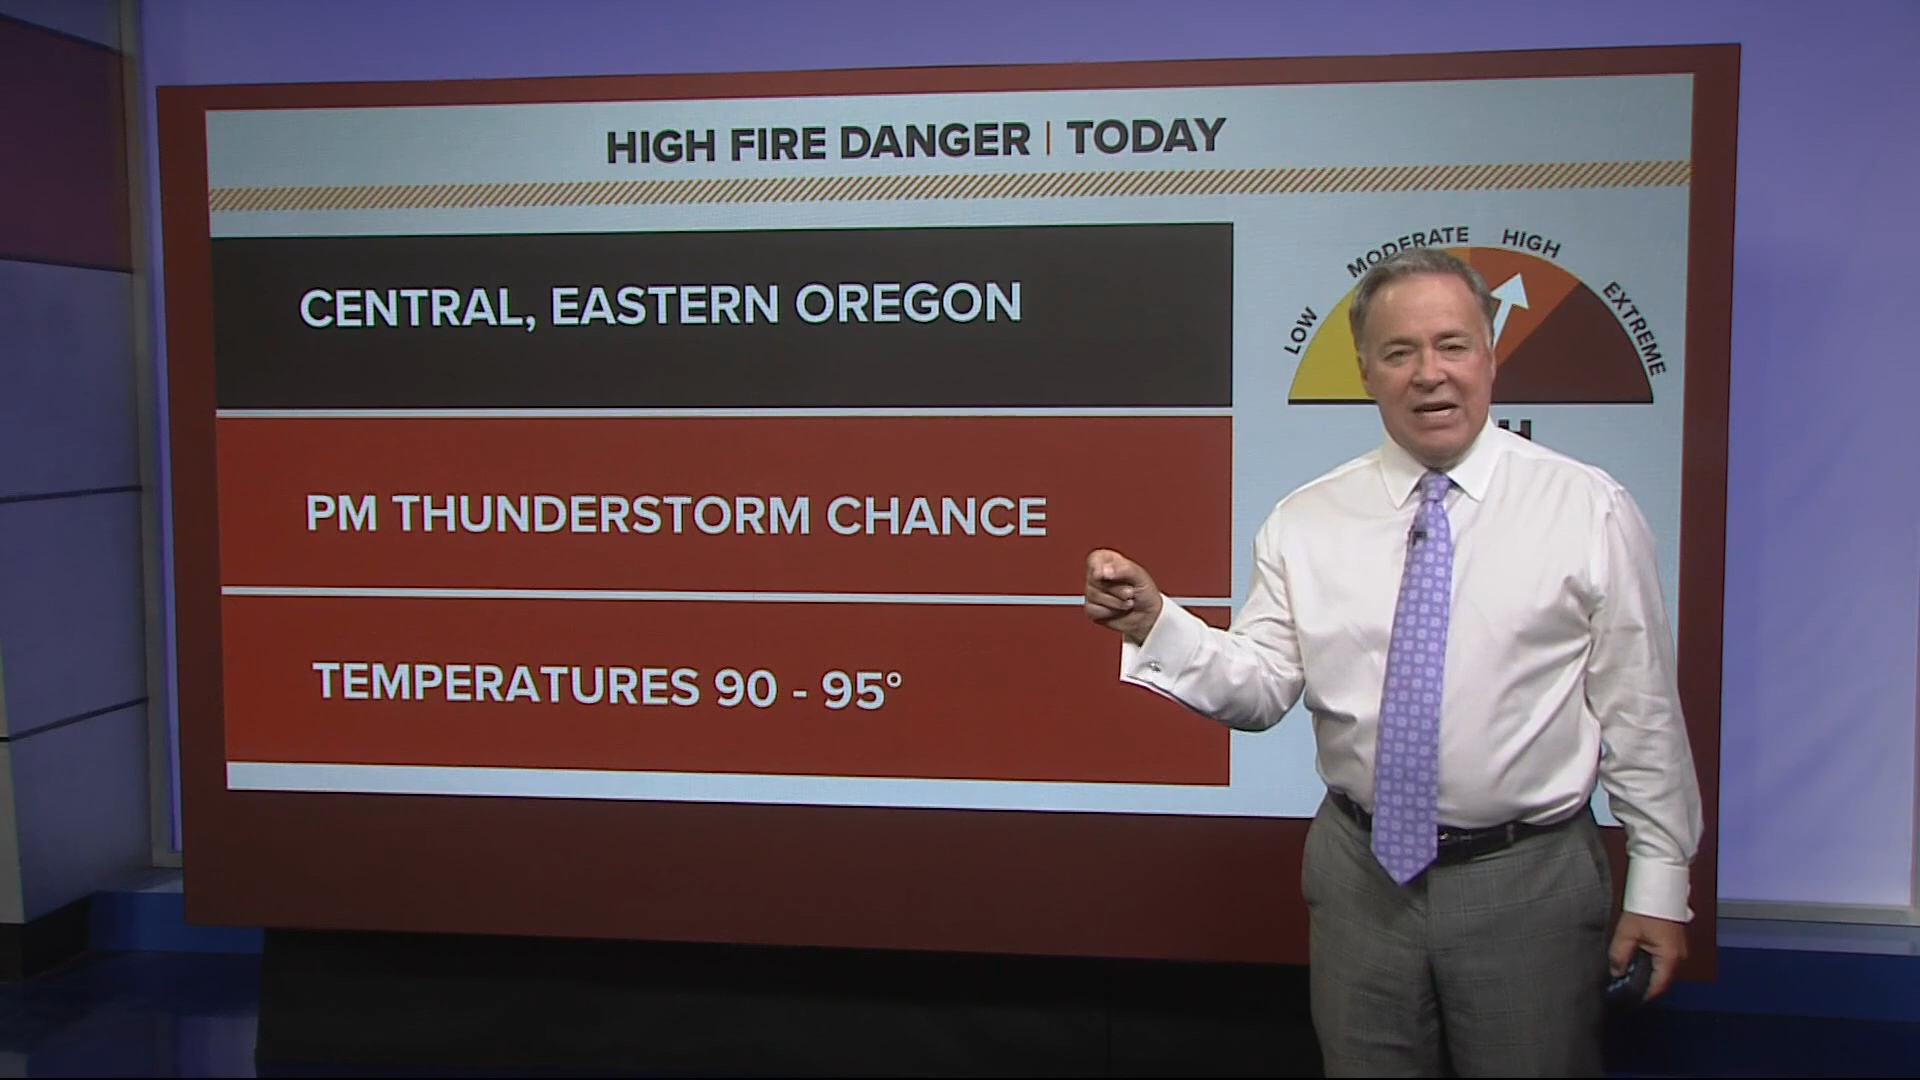 HIGH FIRE DANGER | TODAY
CENTRAL, EASTERN OREGON
PM THUNDERSTORM CHANCE
TEMPERATURES 90 - 95°
LOW
MODERATE
HIGH
EXTREME